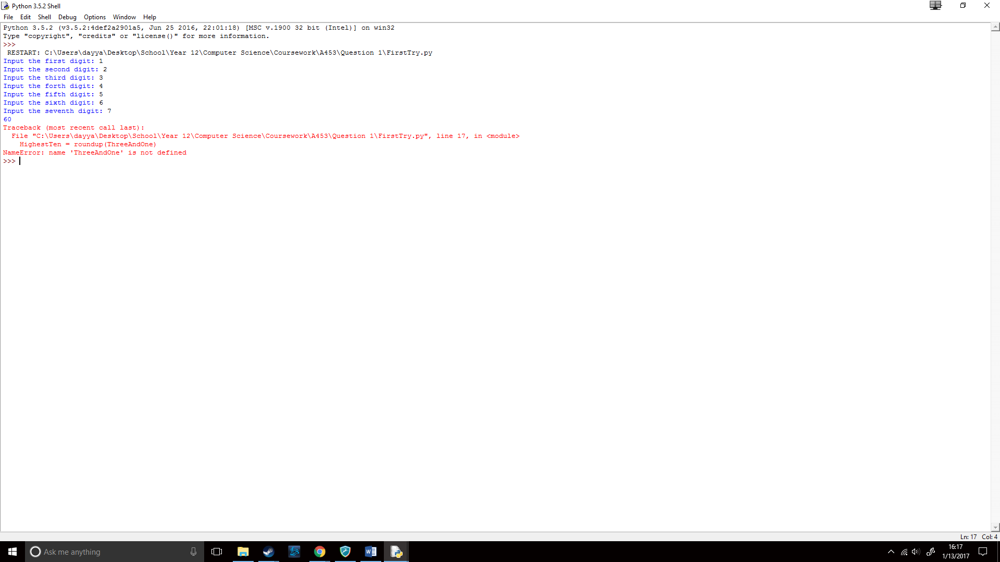 Python 3.5.2 Shell
File Edit Shell Debug Options Window Help
Python 3.5.2 (v3.5.2:4def2a2901a5, Jun 25 2016, 22:01:18) [MSC v.1900 32 bit (Intel)] on win32
Type "copyright", "credits" or "license()" for more information.
>>>
RESTART: C:\Users\dayya\Desktop\School\Year 12\Computer Science\Coursework\A453\Question 1\FirstTry.py
Input the first digit: 1
Input the second digit: 2
Input the third digit: 3
Input the forth digit: 4
Input the fifth digit: 5
Input the sixth digit: 6
Input the seventh digit: 7
60
Traceback (most recent call last):
  File "C:\Users\dayya\Desktop\School\Year 12\Computer Science\Coursework\A453\Question 1\FirstTry.py", line 17, in <module>
    HighestTen = roundup(ThreeAndOne)
NameError: name 'ThreeAndOne' is not defined
>>>
Ln: 17 Col: 4
Ask me anything
16:17
1/13/2017